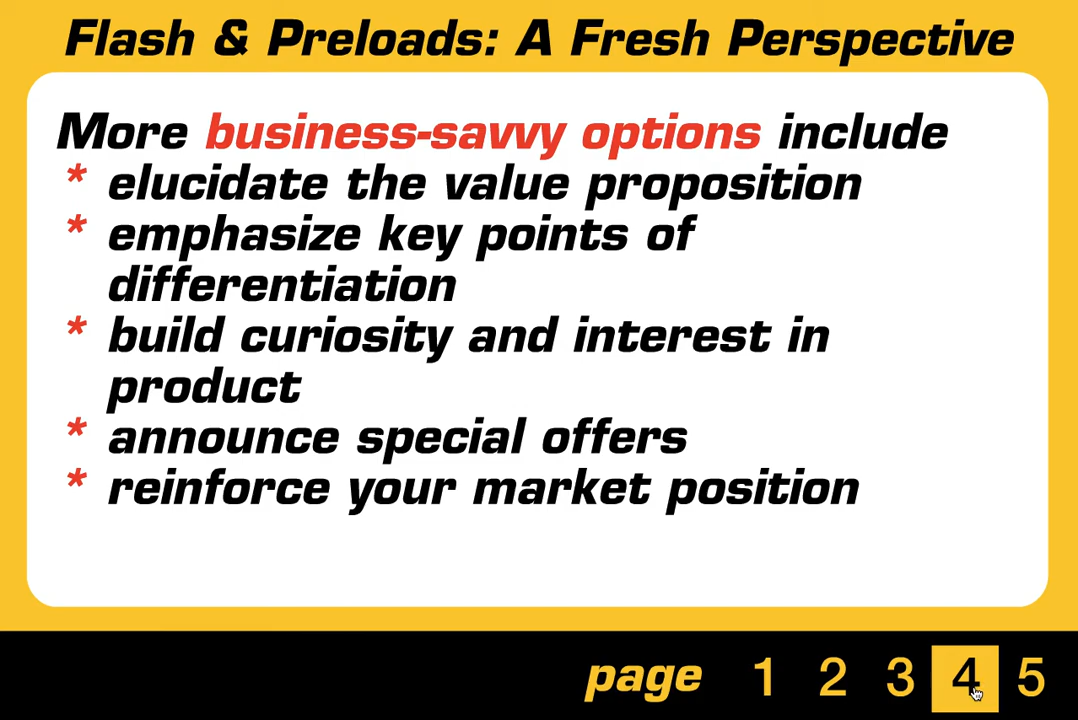 Flash & Preloads: A Fresh Perspective
More business-savvy options include
* elucidate the value proposition
* emphasize key points of
differentiation
* build curiosity and interest in
product
* announce special offers
* reinforce your market position
page 1 2 3 4 5